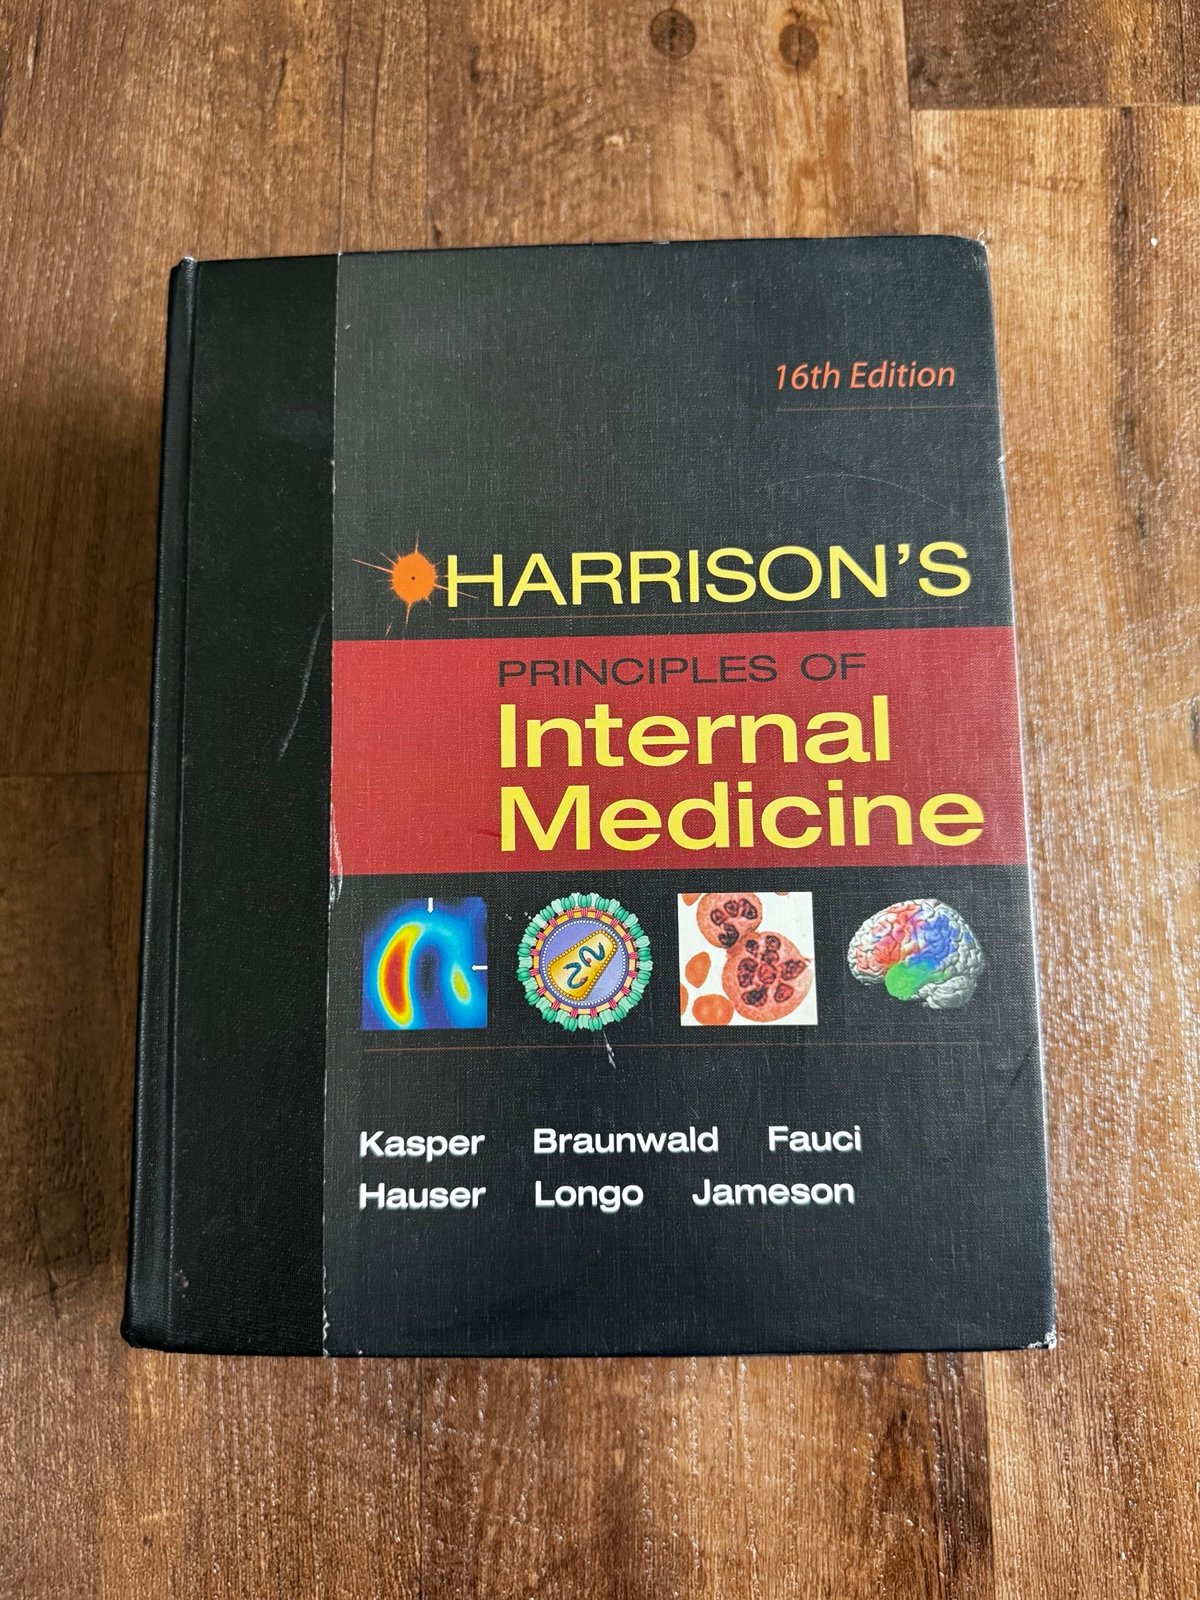 16th Edition
HARRISON'S
PRINCIPLES OF
Internal
Medicine
Kasper Braunwald Fauci
Hauser Longo Jameson